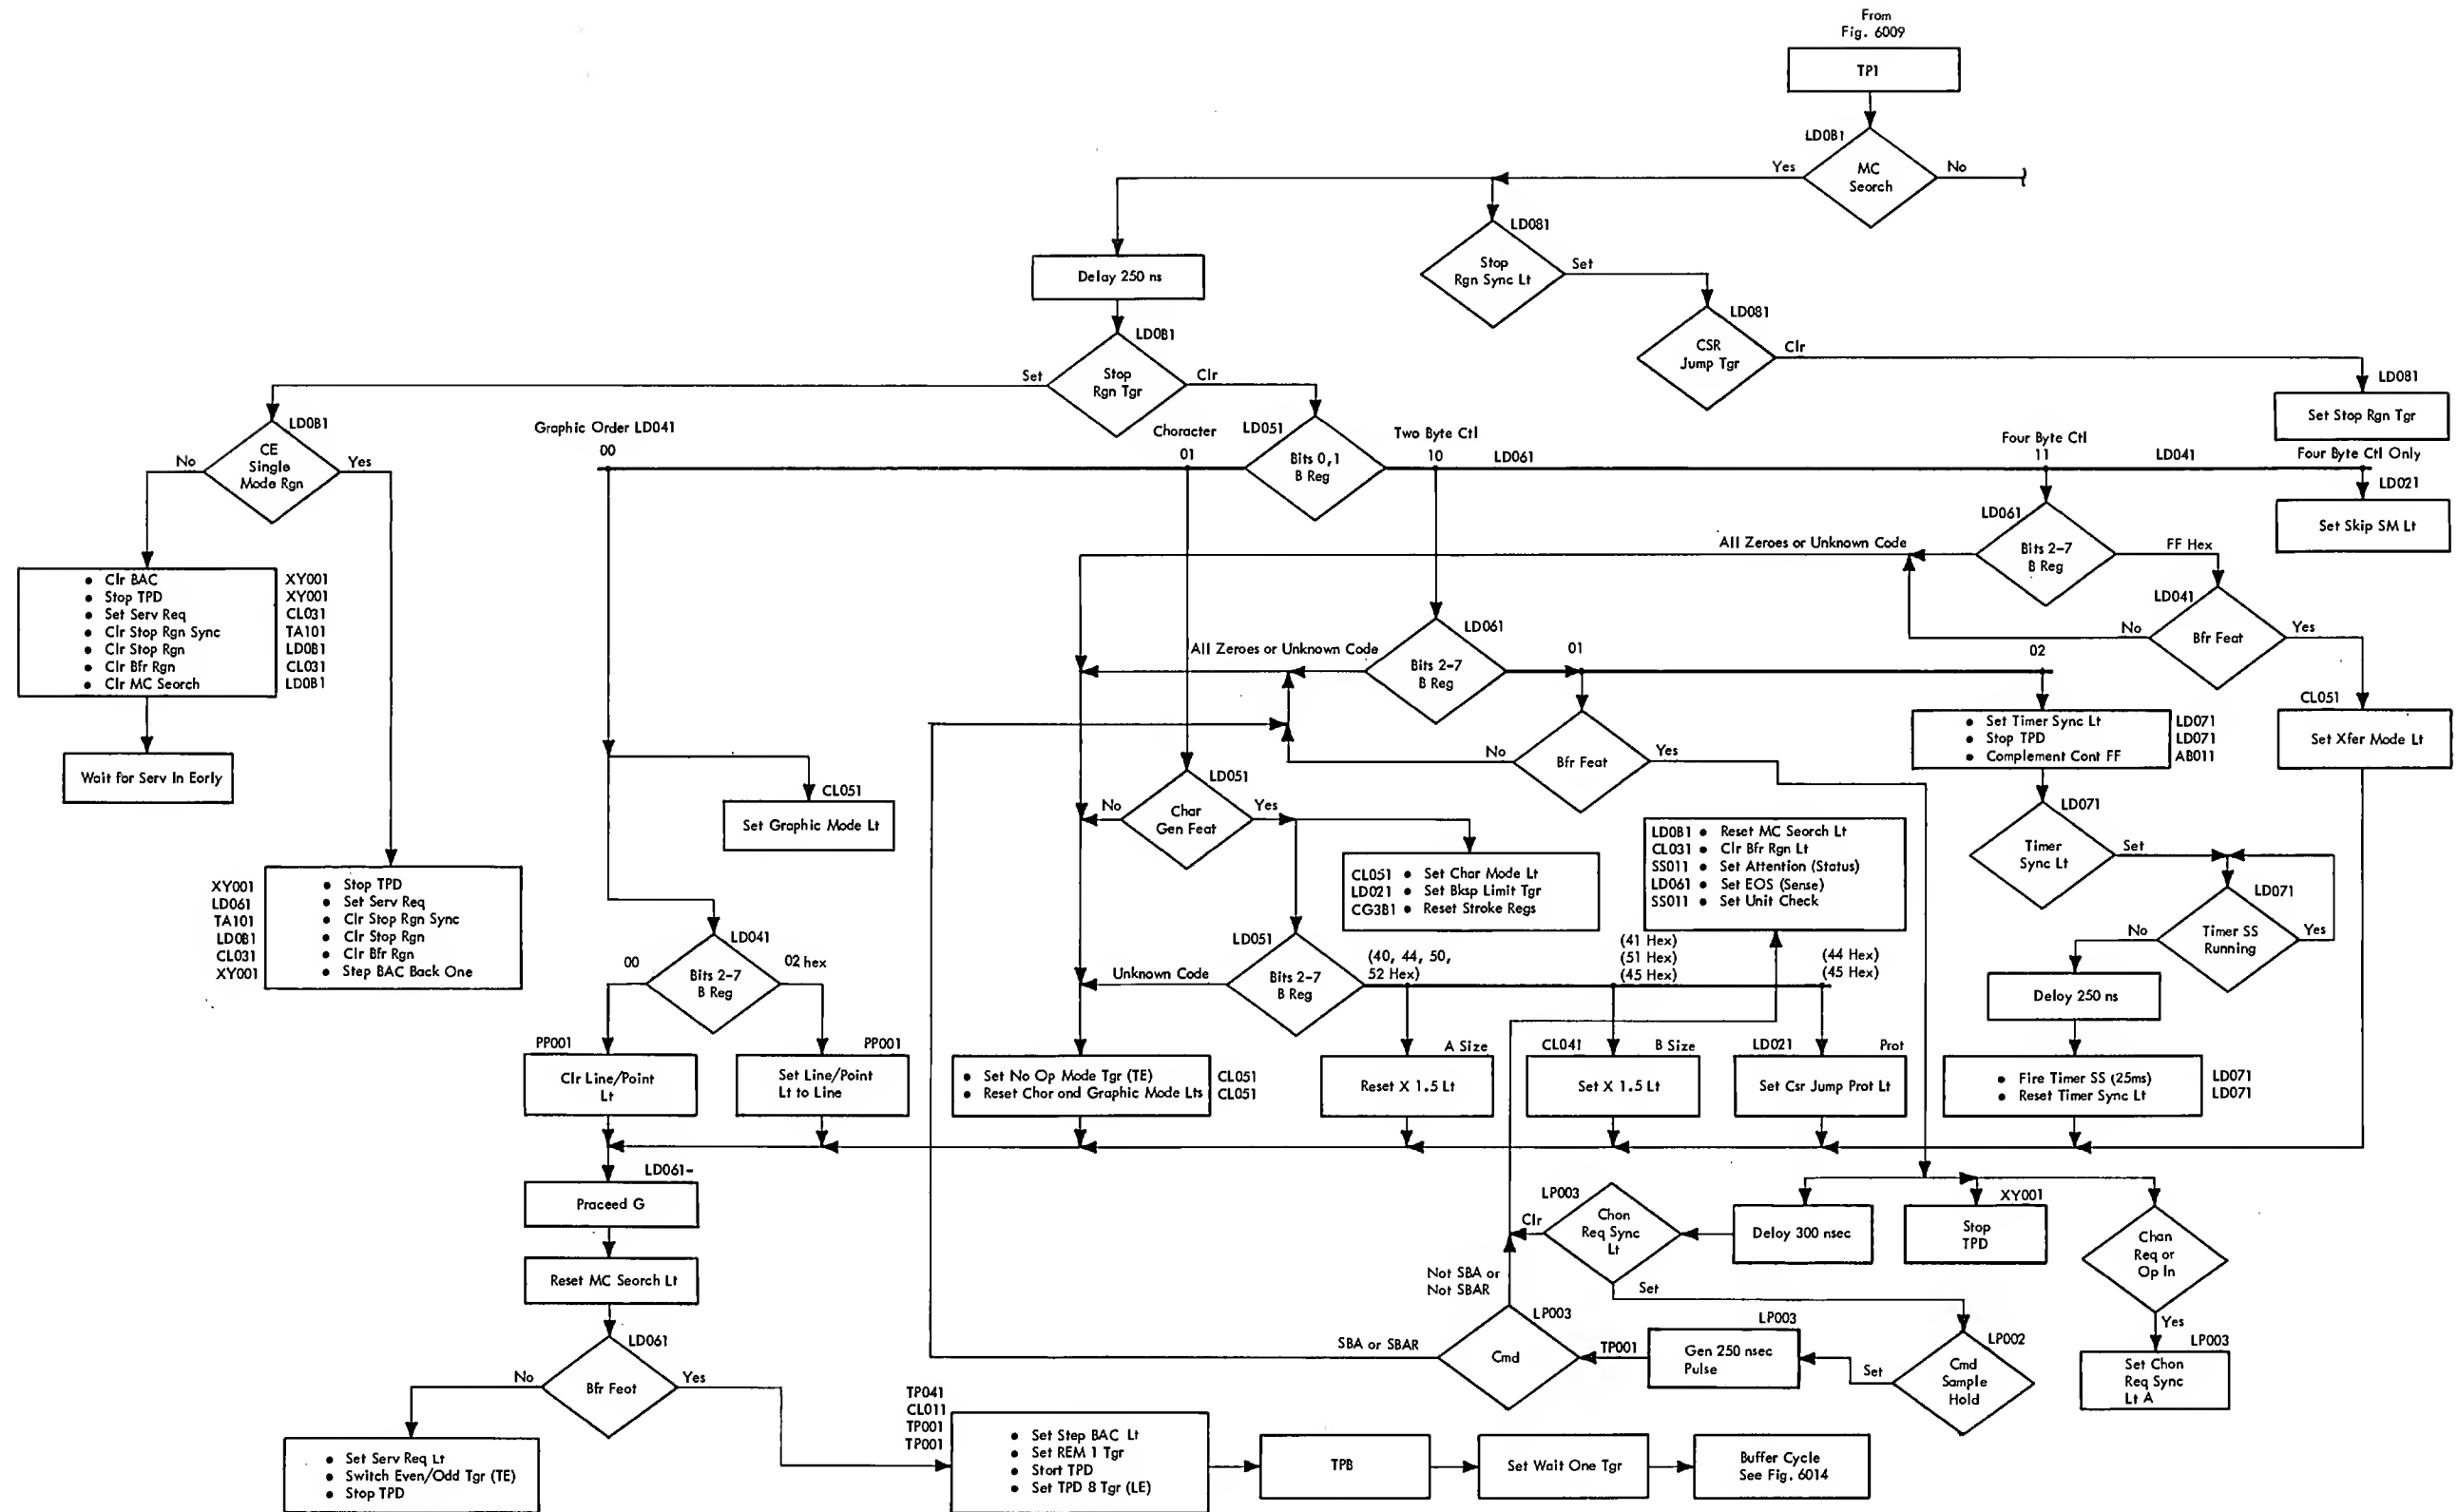 From
Fig. 6009
TP1
LD0B1
MC
Seorch
Yes
No
LD081
Stop
Rgn Sync Lt
Set
LD081
CSR
Jump Tgr
Clr
LD081
Set Stop Rgn Tgr
Delay 250 ns
LD0B1
Stop
Rgn Tgr
Set
Clr
LD0B1
CE
Single
Mode Rgn
No
Yes
Graphic Order LD041
00
Choracter
01
LD051
Bits 0,1
B Reg
Two Byte Ctl
10
LD061
Four Byte Ctl
11
LD041
Four Byte Ctl Only
LD021
Set Skip SM Lt
LD061
Bits 2-7
B Reg
All Zeroes or Unknown Code
FF Hex
LD041
Bfr Feat
No
Yes
CL051
Set Xfer Mode Lt
• Clr BAC XY001
• Stop TPD XY001
• Set Serv Req CL031
• Clr Stop Rgn Sync TA101
• Clr Stop Rgn LD0B1
• Clr Bfr Rgn CL031
• Clr MC Search LD0B1
Wait for Serv In Eorly
XY001 • Stop TPD
LD061 • Set Serv Req
TA101 • Clr Stop Rgn Sync
LD0B1 • Clr Stop Rgn
CL031 • Clr Bfr Rgn
XY001 • Step BAC Back One
LD061
Bits 2-7
B Reg
All Zeroes or Unknown Code
01
02
Bfr Feat
No
Yes
• Set Timer Sync Lt LD071
• Stop TPD LD071
• Complement Cont FF AB011
LD071
Timer
Sync Lt
Set
LD071
Timer SS
Running
No
Yes
Deloy 250 ns
• Fire Timer SS (25ms) LD071
• Reset Timer Sync Lt LD071
CL051
Set Graphic Mode Lt
LD051
Char
Gen Feat
No
Yes
CL051 • Set Char Mode Lt
LD021 • Set Bksp Limit Tgr
CG3B1 • Reset Stroke Regs
LD0B1 • Reset MC Seorch Lt
CL031 • Clr Bfr Rgn Lt
SS011 • Set Attention (Status)
LD061 • Set EOS (Sense)
SS011 • Set Unit Check
LD041
Bits 2-7
B Reg
00
02 hex
LD051
Bits 2-7
B Reg
Unknown Code
(40, 44, 50,
52 Hex)
(41 Hex)
(51 Hex)
(45 Hex)
(44 Hex)
(45 Hex)
PP001
Clr Line/Point
Lt
PP001
Set Line/Point
Lt to Line
• Set No Op Mode Tgr (TE) CL051
• Reset Chor ond Graphic Mode Lts CL051
A Size
Reset X 1.5 Lt
CL041 B Size
Set X 1.5 Lt
LD021 Prot
Set Csr Jump Prot Lt
LD061-
Praceed G
Reset MC Seorch Lt
LD061
Bfr Feot
No
Yes
• Set Serv Req Lt
• Switch Even/Odd Tgr (TE)
• Stop TPD
TP041
CL011
TP001
TP001
• Set Step BAC Lt
• Set REM 1 Tgr
• Stort TPD
• Set TPD 8 Tgr (LE)
TPB
Set Wait One Tgr
Buffer Cycle
See Fig. 6014
LP003
Chon
Req Sync
Lt
Clr
Set
Deloy 300 nsec
XY001
Stop
TPD
Chan
Req or
Op In
Yes
LP003
Set Chon
Req Sync
Lt A
Not SBA or
Not SBAR
LP003
Cmd
SBA or SBAR
TP001
LP003
Gen 250 nsec
Pulse
Set
LP002
Cmd
Sample
Hold